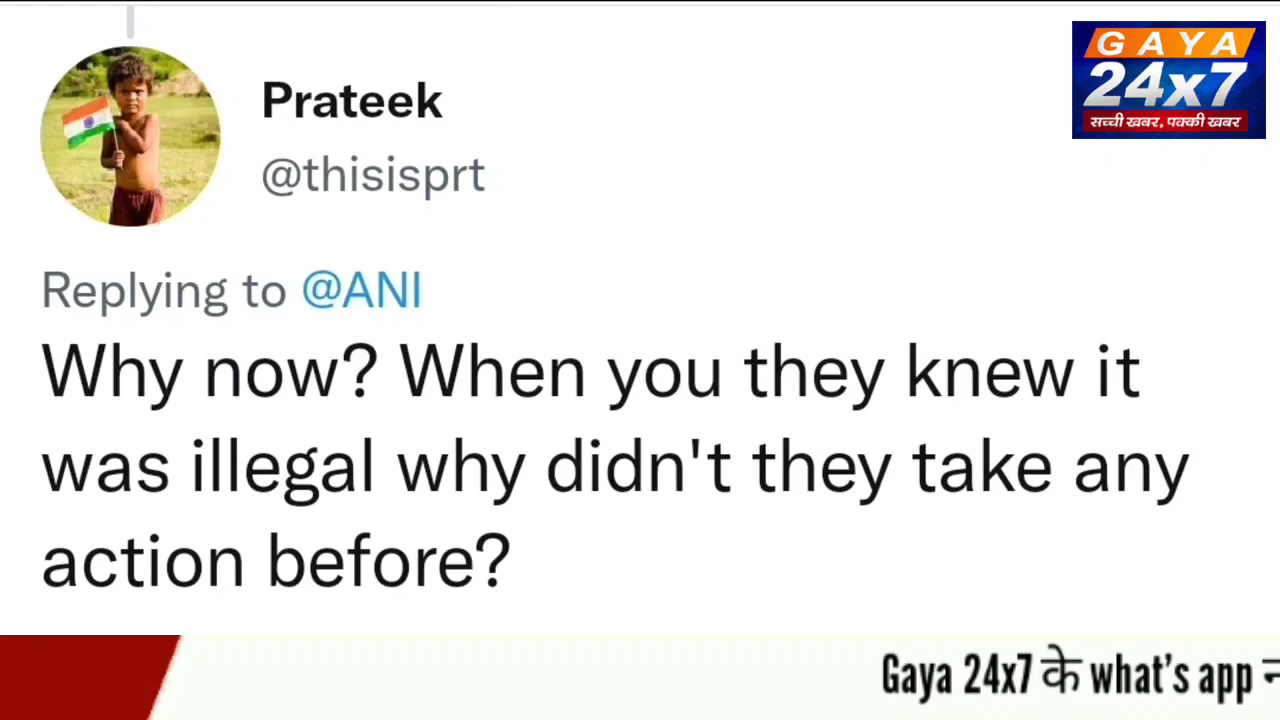 GAYA
24x7
सच्ची खबर, पक्की खबर
Prateek
@thisisprt
Replying to @ANI
Why now? When you they knew it
was illegal why didn't they take any
action before?
Gaya 24x7 के what's app